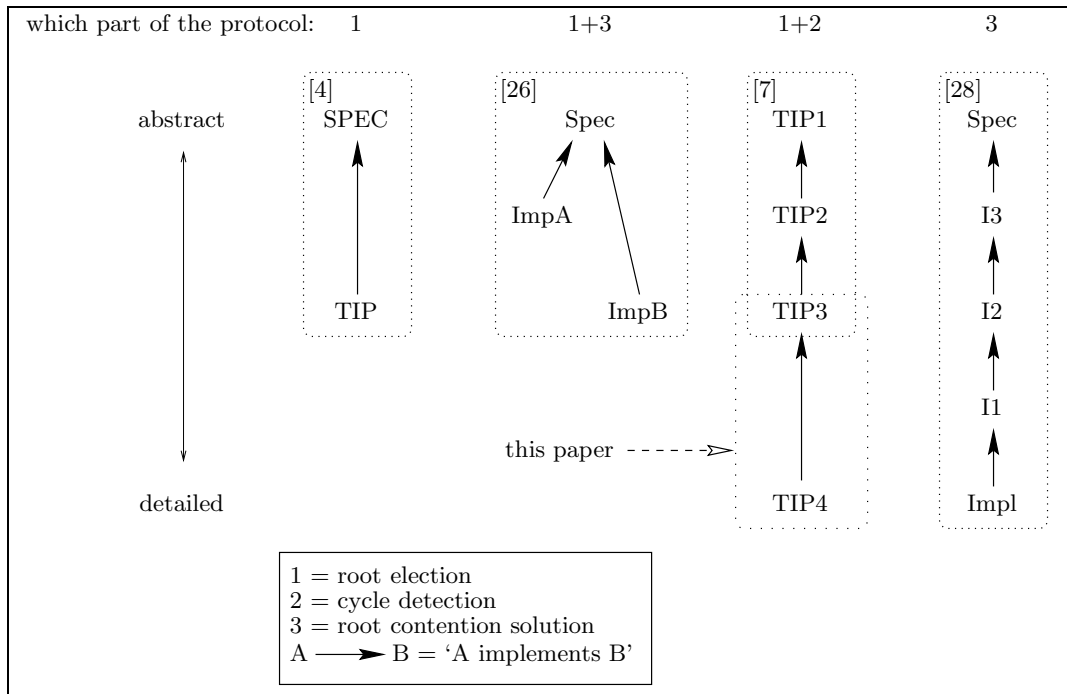 which part of the protocol: 1 1+3 1+2 3
[4] [26] [7] [28]
abstract SPEC Spec TIP1 Spec
ImpA TIP2 I3
TIP ImpB TIP3 I2
I1
this paper
detailed TIP4 Impl
1 = root election
2 = cycle detection
3 = root contention solution
A B = ‘A implements B’